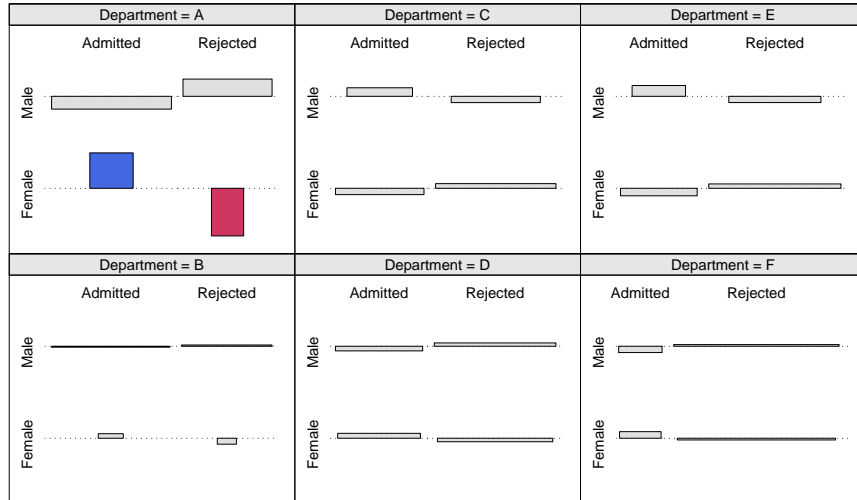 Department = A
Admitted Rejected
Male
Female
Department = C
Admitted Rejected
Male
Female
Department = E
Admitted Rejected
Male
Female
Department = B
Admitted Rejected
Male
Female
Department = D
Admitted Rejected
Male
Female
Department = F
Admitted Rejected
Male
Female